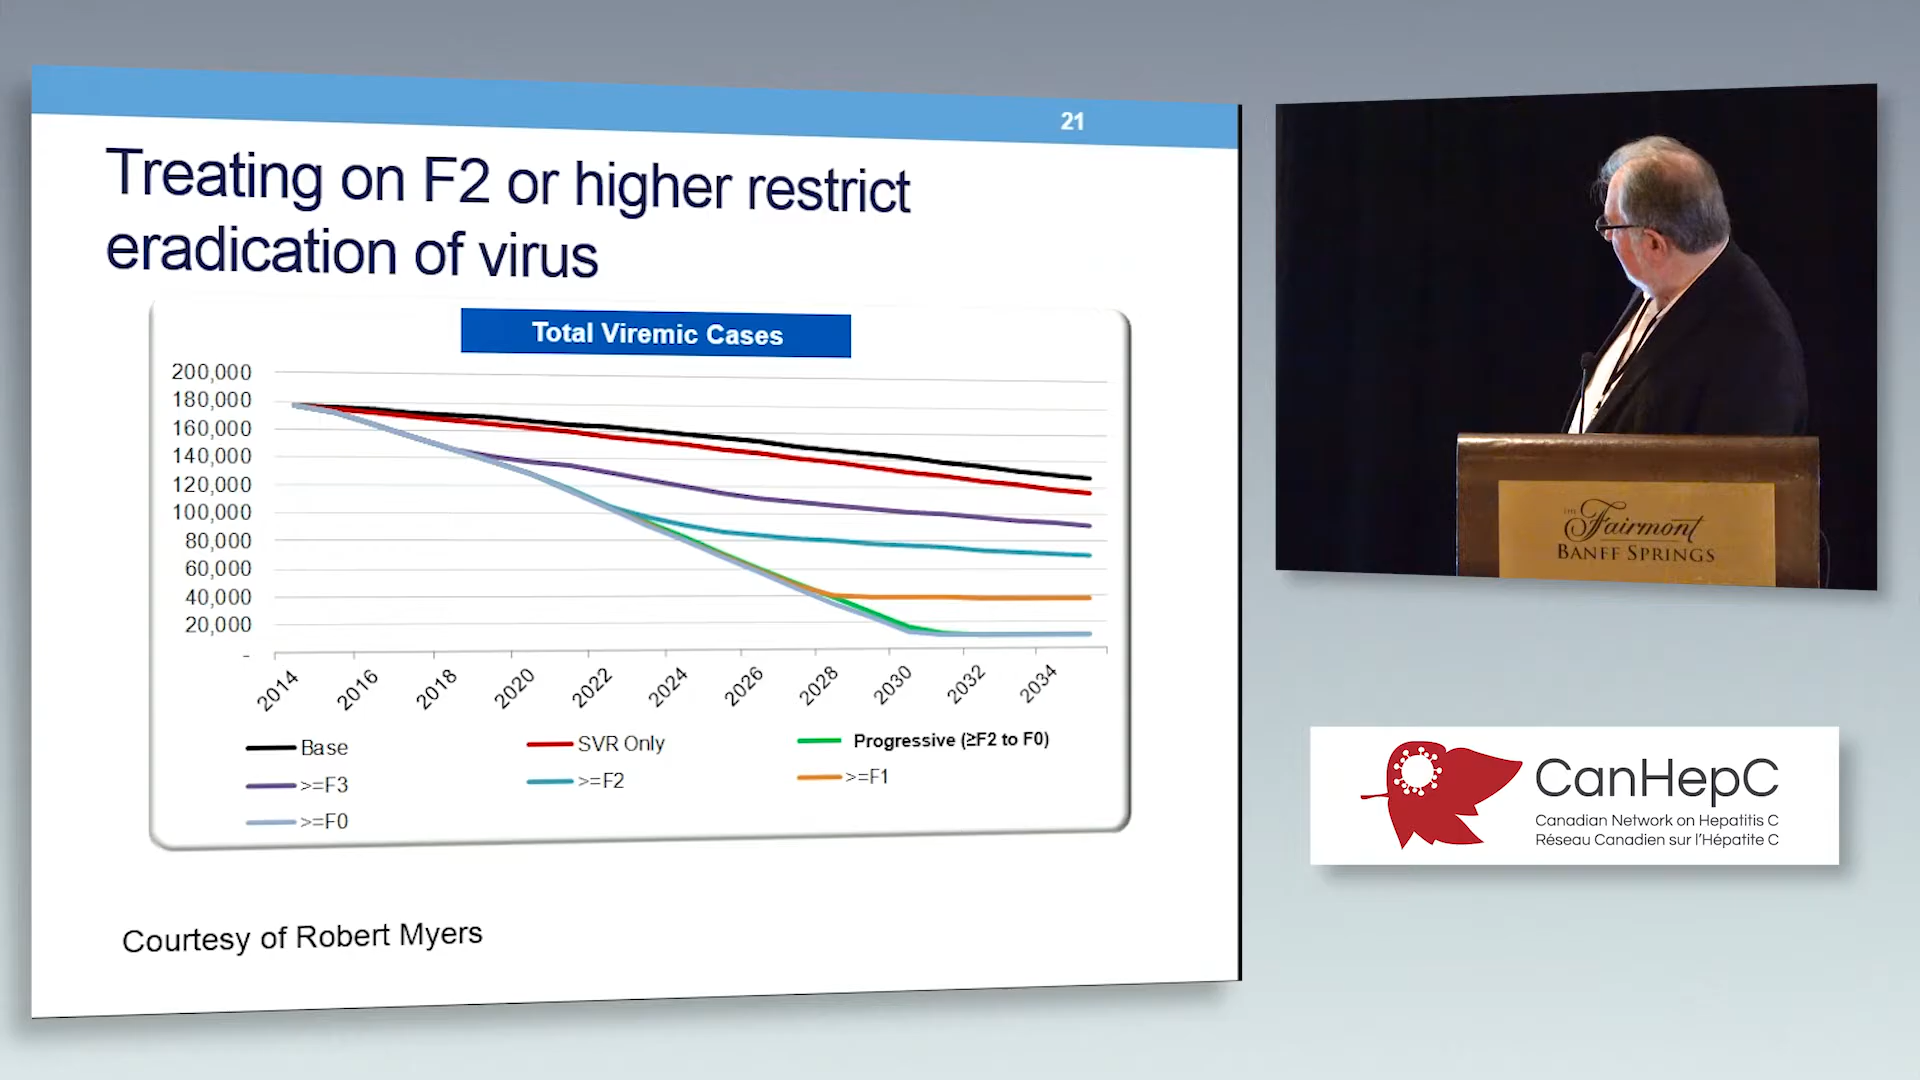 21
Treating on F2 or higher restrict
eradication of virus
Total Viremic Cases
200,000
180,000
160,000
140,000
120,000
100,000
80,000
60,000
40,000
20,000
-
2014
2016
2018
2020
2022
2024
2026
2028
2030
2032
2034
Base
SVR Only
Progressive (≥F2 to F0)
>=F3
>=F2
>=F1
>=F0
Courtesy of Robert Myers
THE
Fairmont
BANFF SPRINGS
CanHepC
Canadian Network on Hepatitis C
Réseau Canadien sur l'Hépatite C